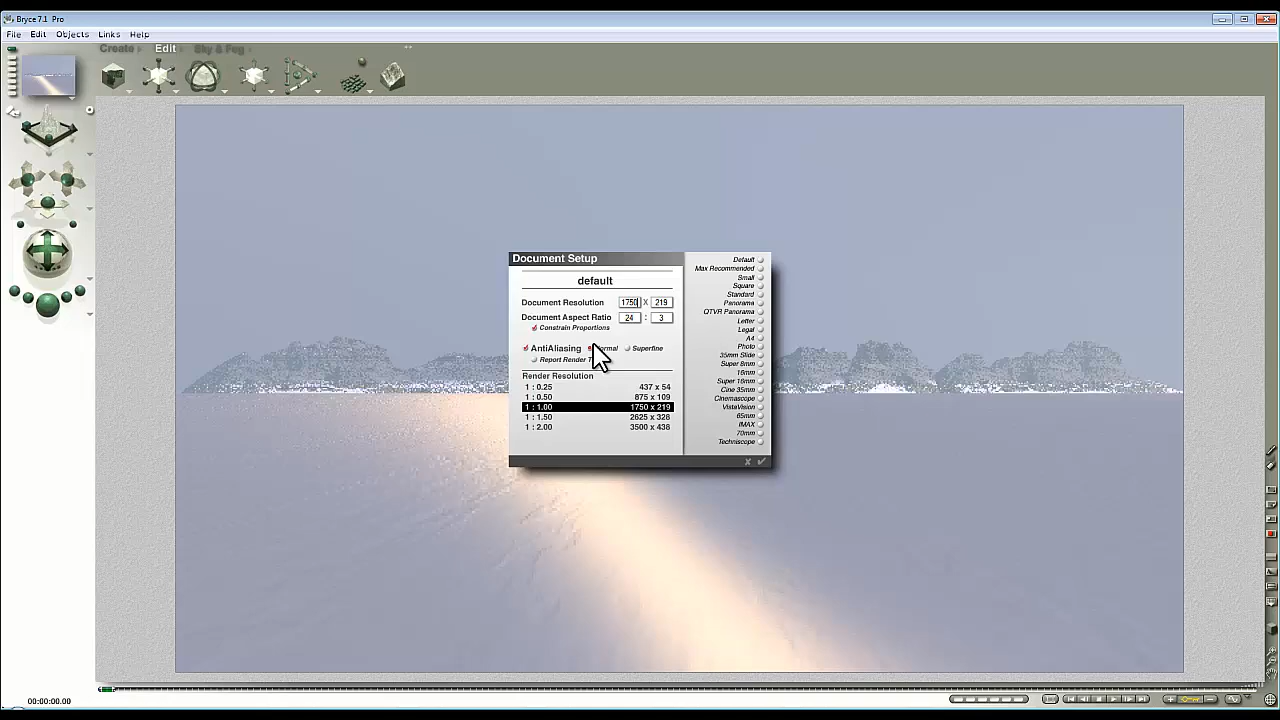 Bryce 7.1 Pro
File Edit Objects Links Help
Create Edit Sky & Fog
Document Setup
default
Document Resolution 1750 X 219
Document Aspect Ratio 24 : 3
Constrain Proportions
AntiAliasing Superfine
Report Render
Render Resolution
1 : 0.25 437 x 54
1 : 0.50 875 x 109
1 : 1.00 1750 x 219
1 : 1.50 2625 x 328
1 : 2.00 3500 x 438
Default
Max Recommended
Small
Square
Standard
Panorama
QTVR Panorama
Letter
Legal
A4
Photo
35mm Slide
Super 8mm
16mm
Super 16mm
Cine 35mm
Cinemascope
VistaVision
65mm
IMAX
70mm
Techniscope
00:00:00.00